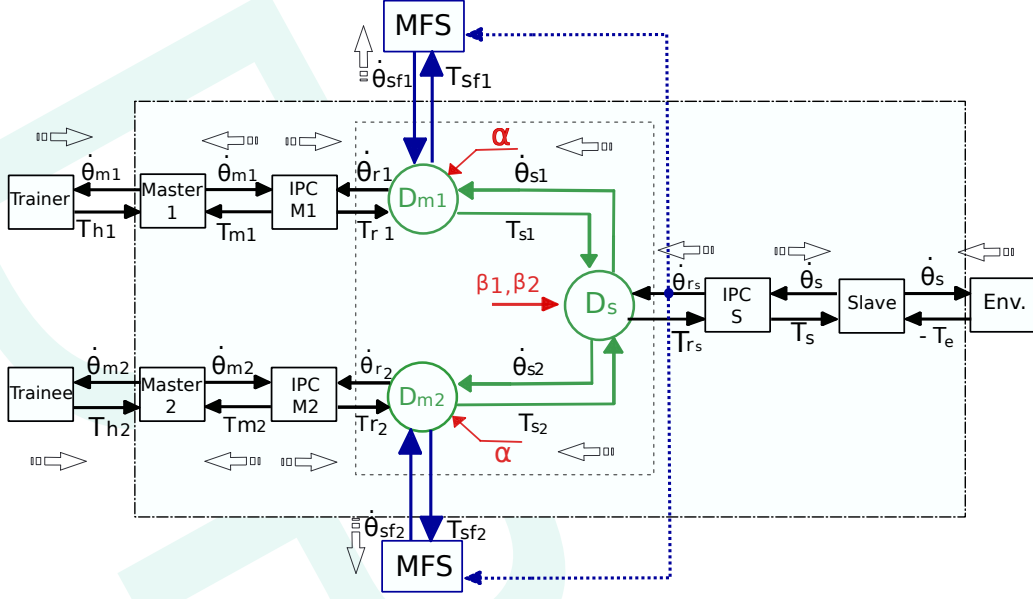 MFS
θ̇sf1 Tsf1
α
θ̇m1 θ̇m1 θ̇r1 θ̇s1
Trainer Master 1 IPC M1 Dm1
Th1 Tm1 Tr1 Ts1
β1,β2 Ds
θ̇rs θ̇s θ̇s
IPC S Slave Env.
Trs Ts - Te
θ̇m2 θ̇m2 θ̇r2 θ̇s2
Trainee Master 2 IPC M2 Dm2
Th2 Tm2 Tr2 Ts2
α
θ̇sf2 Tsf2
MFS